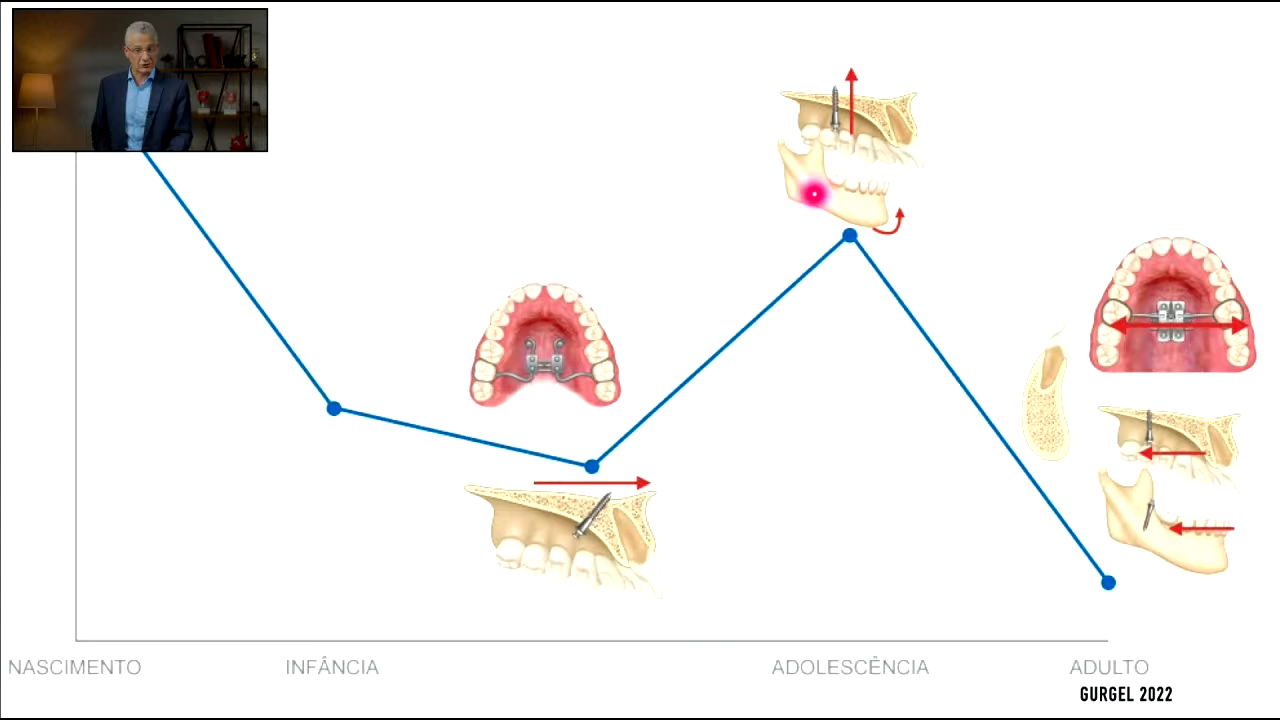 NASCIMENTO
INFÂNCIA
ADOLESCÊNCIA
ADULTO
GURGEL 2022